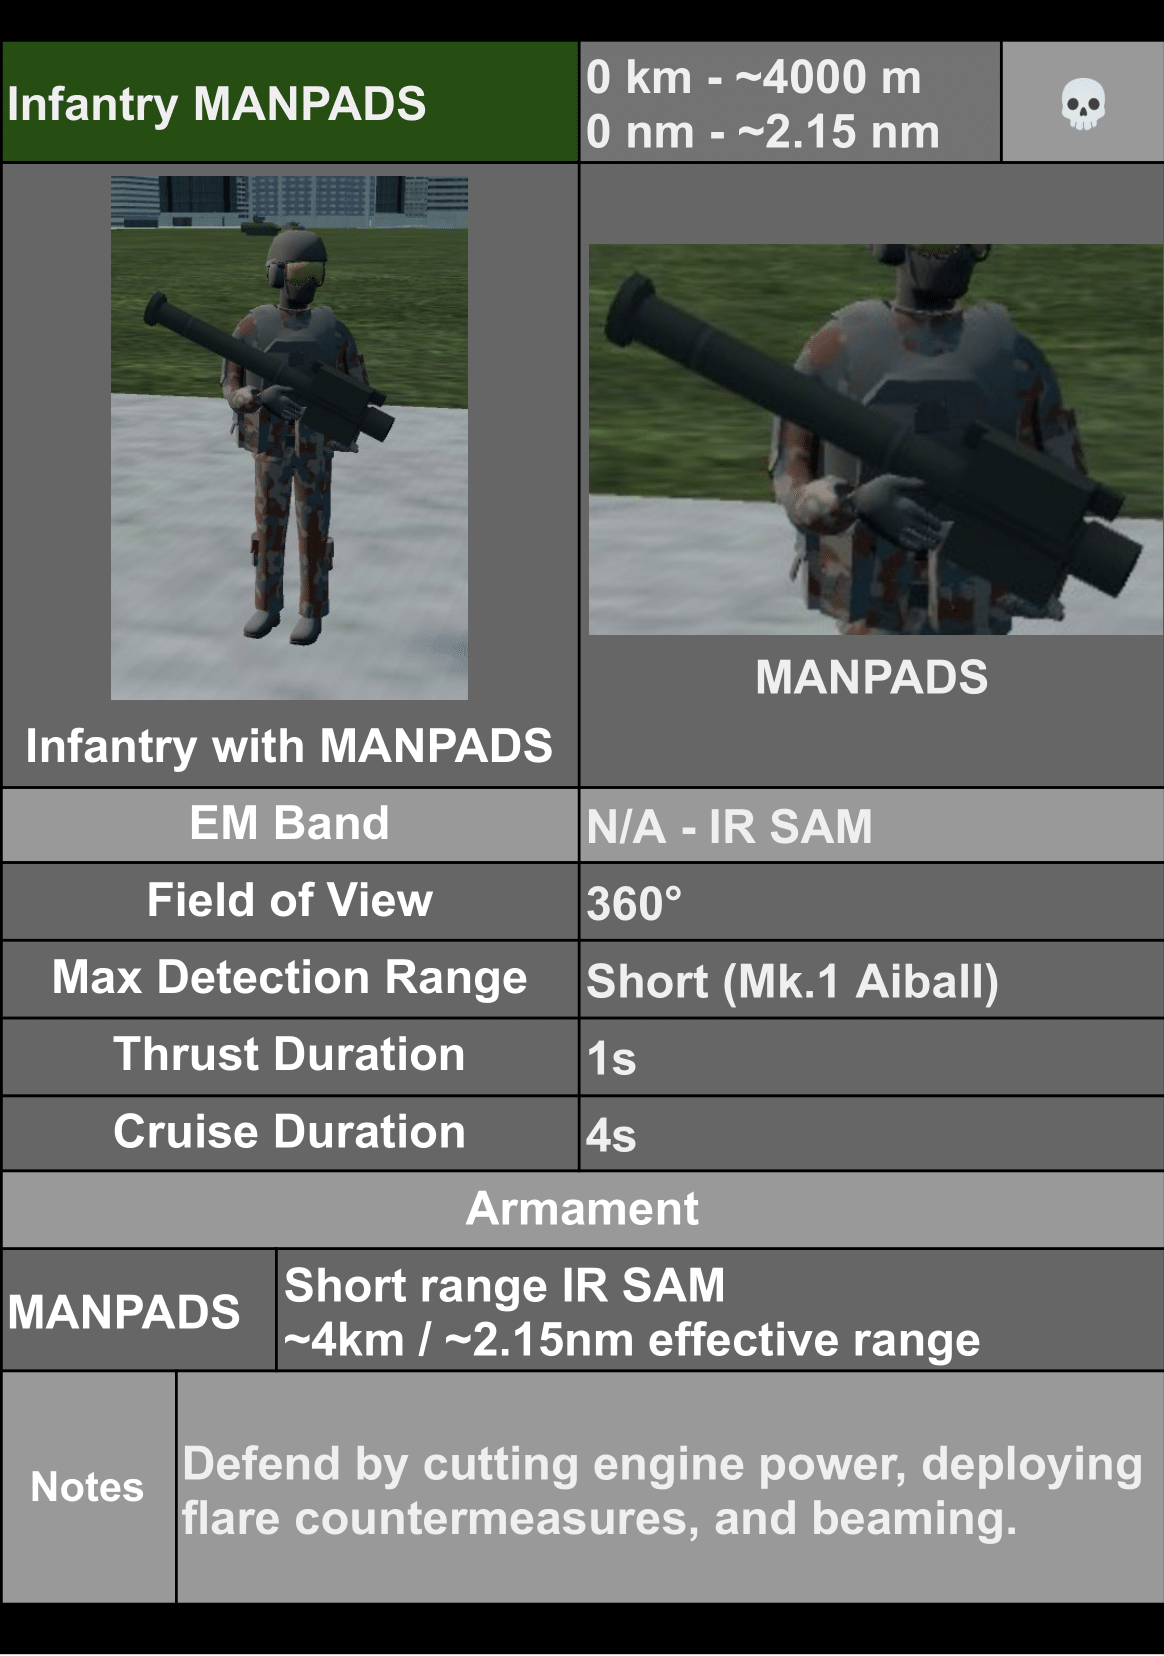 Infantry MANPADS
0 km - ~4000 m
0 nm - ~2.15 nm
💀
Infantry with MANPADS
MANPADS
EM Band
N/A - IR SAM
Field of View
360°
Max Detection Range
Short (Mk.1 Aiball)
Thrust Duration
1s
Cruise Duration
4s
Armament
MANPADS
Short range IR SAM
~4km / ~2.15nm effective range
Notes
Defend by cutting engine power, deploying
flare countermeasures, and beaming.